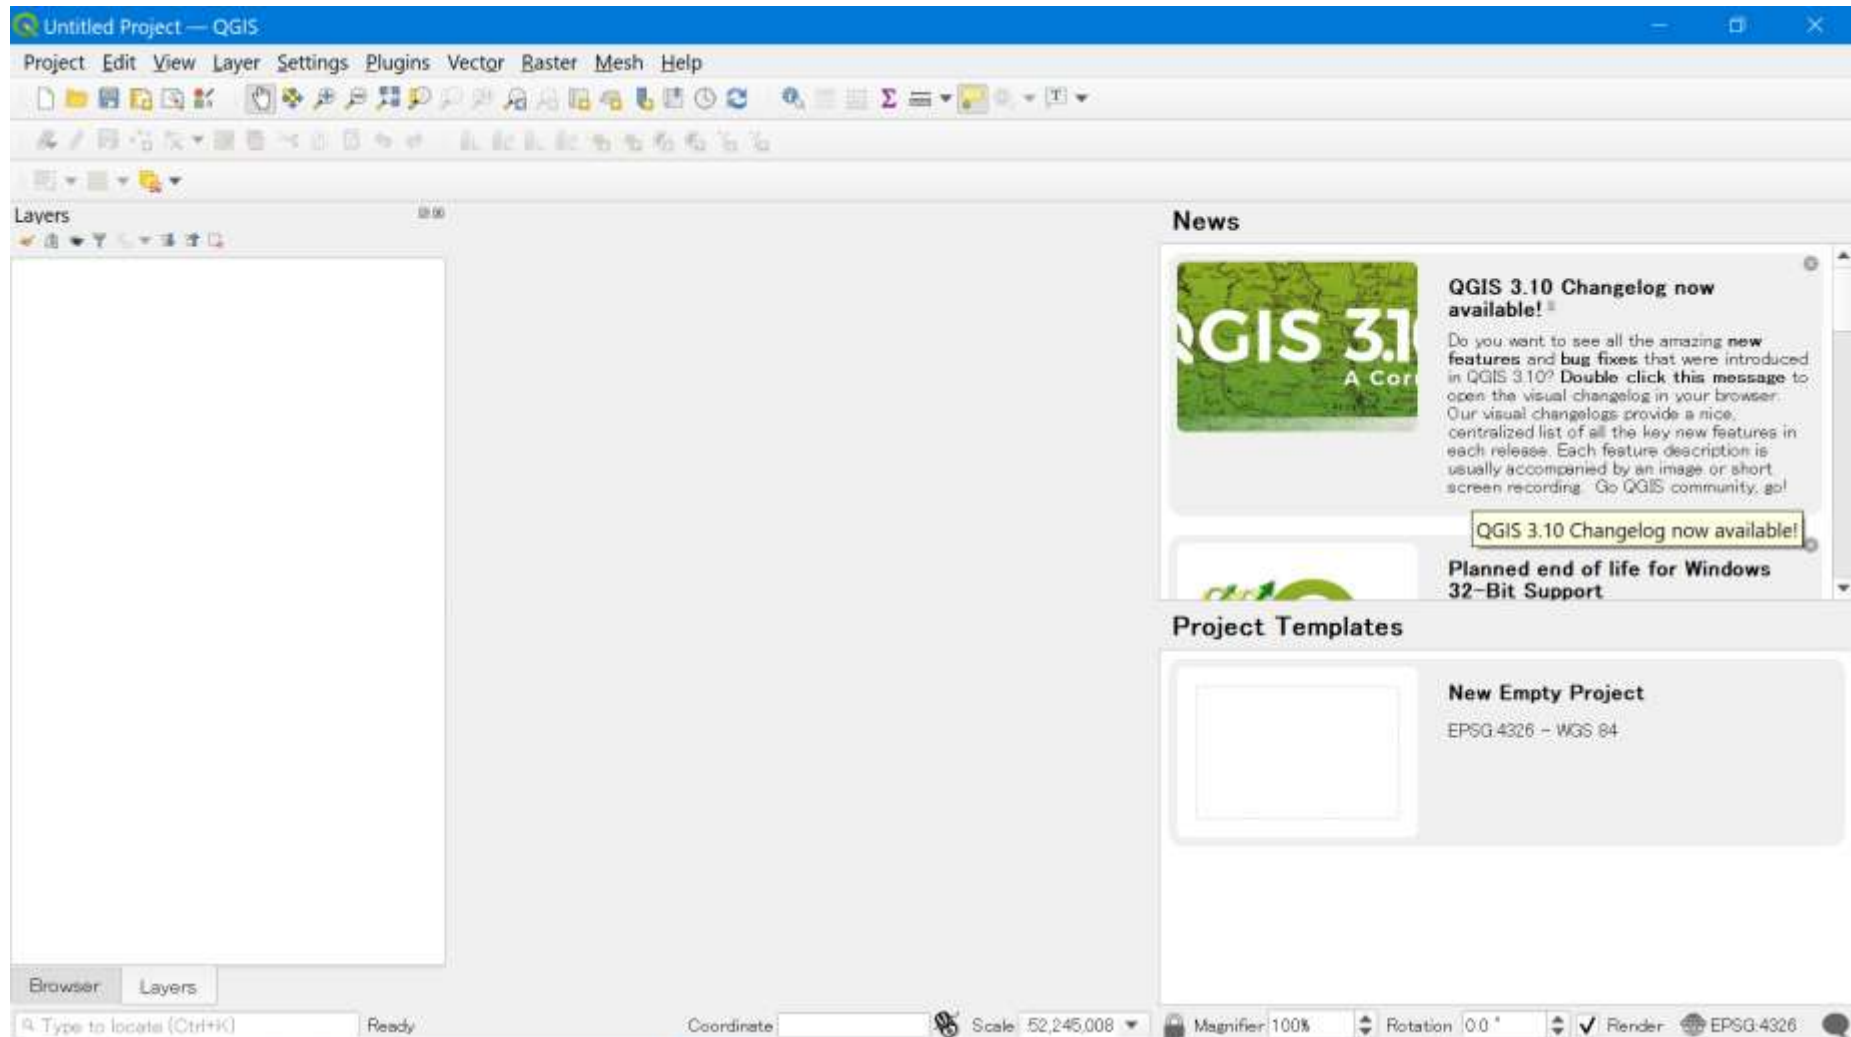 Untitled Project — QGIS
Project Edit View Layer Settings Plugins Vector Raster Mesh Help
Layers
News
QGIS 3.1
A Cor
QGIS 3.10 Changelog now
available!
Do you want to see all the amazing new
features and bug fixes that were introduced
in QGIS 3.10? Double click this message to
open the visual changelog in your browser.
Our visual changelogs provide a nice,
centralized list of all the key new features in
each release. Each feature description is
usually accompanied by an image or short
screen recording. Go QGIS community, go!
QGIS 3.10 Changelog now available!
Planned end of life for Windows
32-Bit Support
Project Templates
New Empty Project
EPSG:4326 - WGS 84
Browser Layers
Type to locate (Ctrl+K) Ready Coordinate Scale 52,245,008 Magnifier 100% Rotation 0.0 ° Render EPSG:4326